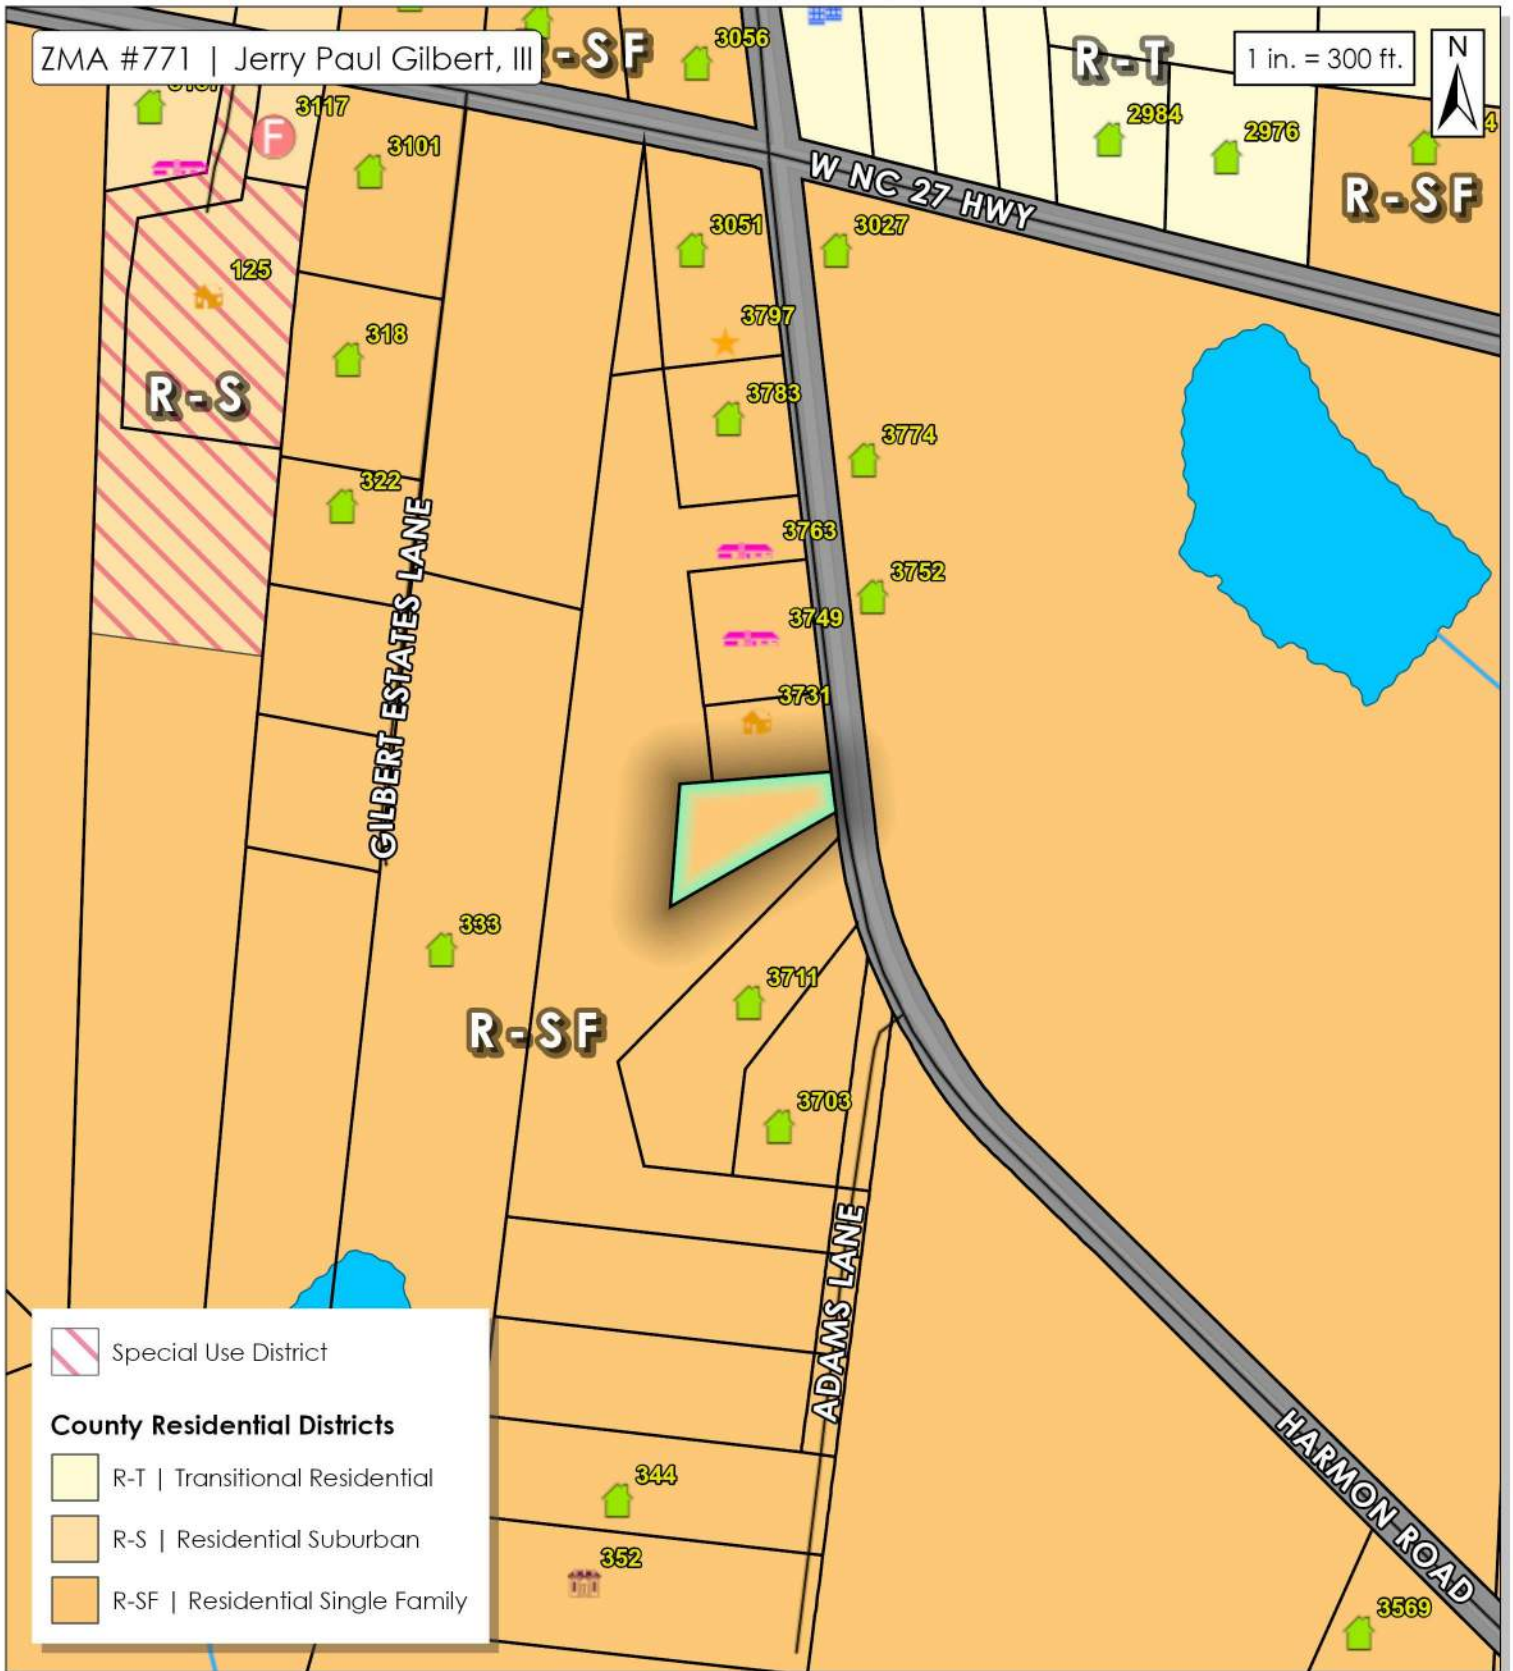 ZMA #771 | Jerry Paul Gilbert, III
R-SF
3056
R-T
1 in. = 300 ft.
N
3117
3101
2984
2976
4
R-SF
W NC 27 HWY
3051
3027
125
3797
318
R-S
3783
3774
322
3763
3752
3749
GILBERT ESTATES LANE
3731
333
3711
R-SF
3703
ADAMS LANE
HARMON ROAD
344
352
3569
F
Special Use District
County Residential Districts
R-T | Transitional Residential
R-S | Residential Suburban
R-SF | Residential Single Family